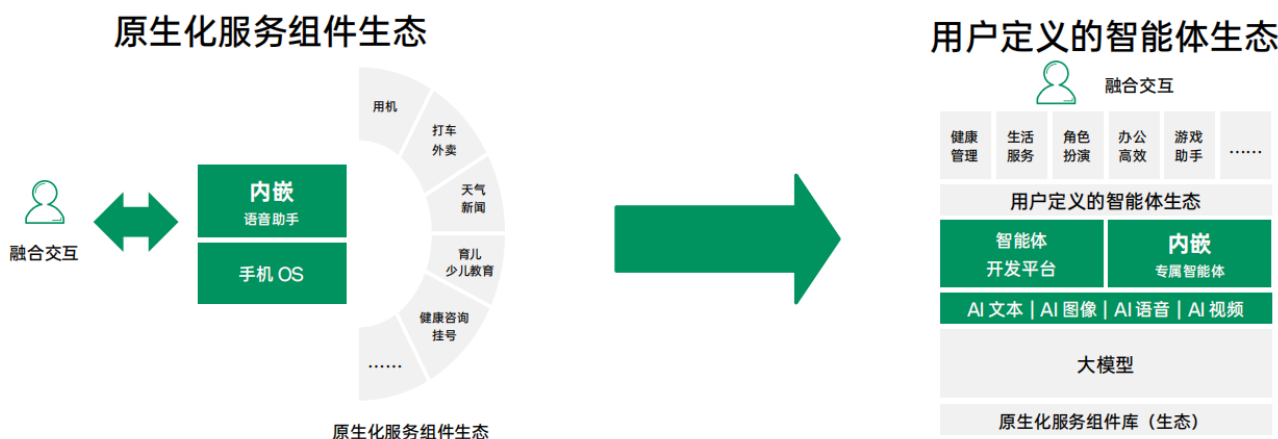 原生化服务组件生态
融合交互
内嵌
语音助手
手机 OS
用机
打车
外卖
天气
新闻
育儿
少儿教育
健康咨询
挂号
......
原生化服务组件生态
用户定义的智能体生态
融合交互
健康
管理
生活
服务
角色
扮演
办公
高效
游戏
助手
......
用户定义的智能体生态
智能体
开发平台
内嵌
专属智能体
AI 文本 | AI 图像 | AI 语音 | AI 视频
大模型
原生化服务组件库（生态）